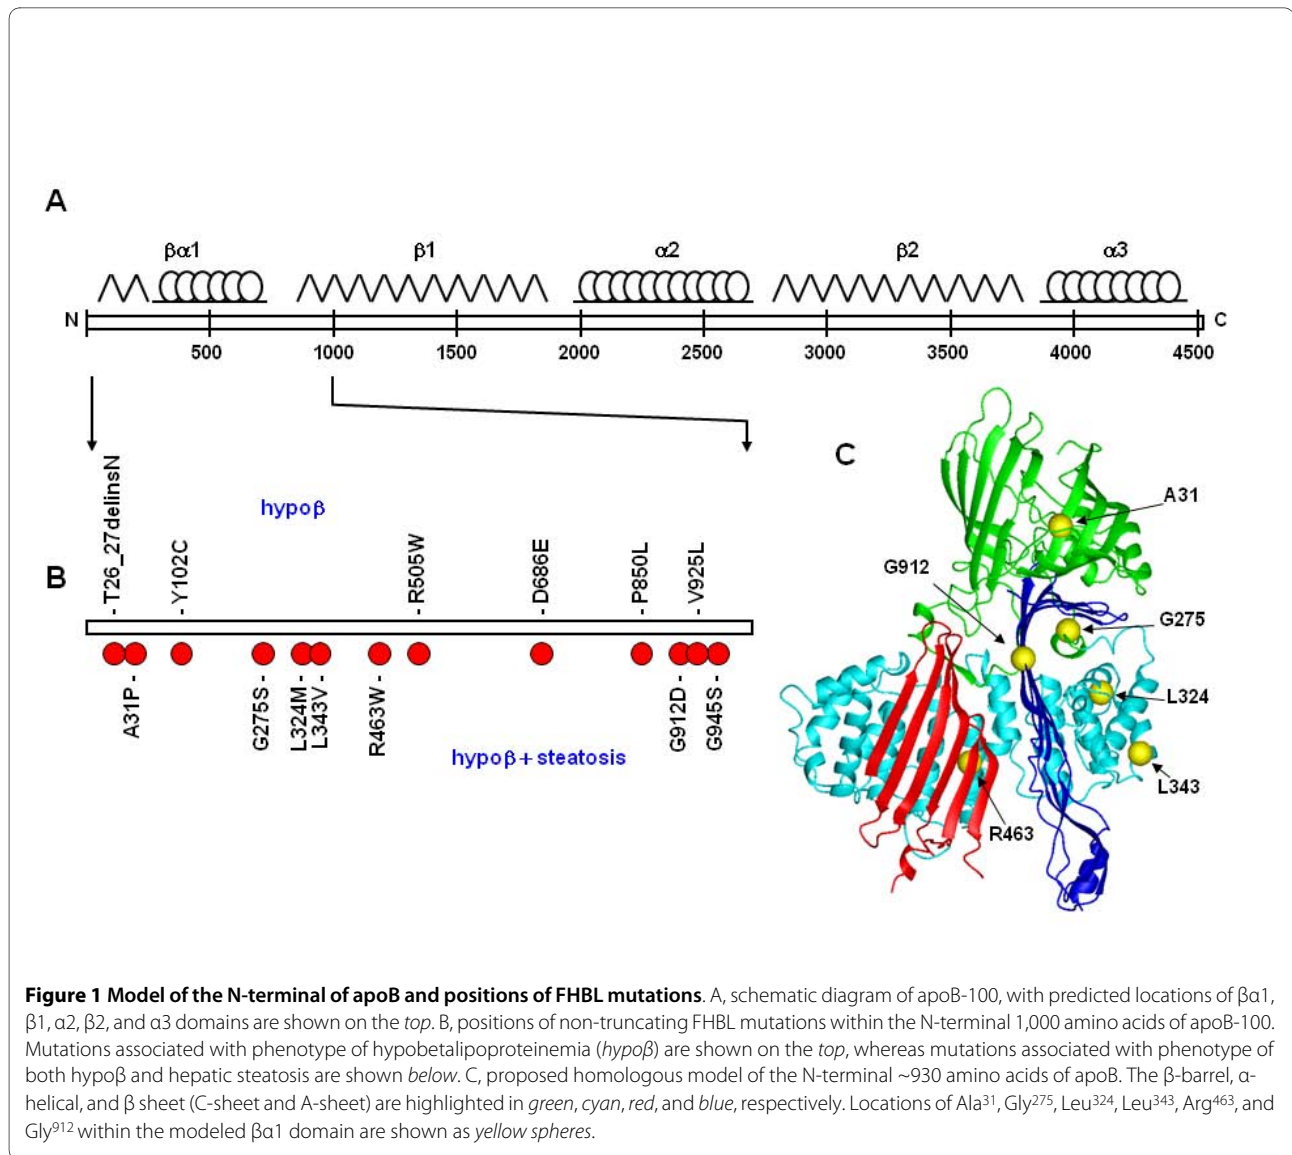 A
βα1 β1 α2 β2 α3
N C
500 1000 1500 2000 2500 3000 3500 4000 4500
hypoβ
B
T26_27delinsN
Y102C
R505W
D686E
P850L
V925L
A31P
G275S
L324M
L343V
R463W
G912D
G945S
hypoβ + steatosis
C
A31
G912
G275
L324
L343
R463
Figure 1 Model of the N-terminal of apoB and positions of FHBL mutations. A, schematic diagram of apoB-100, with predicted locations of βα1,
β1, α2, β2, and α3 domains are shown on the top. B, positions of non-truncating FHBL mutations within the N-terminal 1,000 amino acids of apoB-100.
Mutations associated with phenotype of hypobetalipoproteinemia (hypoβ) are shown on the top, whereas mutations associated with phenotype of
both hypoβ and hepatic steatosis are shown below. C, proposed homologous model of the N-terminal ~930 amino acids of apoB. The β-barrel, α-
helical, and β sheet (C-sheet and A-sheet) are highlighted in green, cyan, red, and blue, respectively. Locations of Ala31, Gly275, Leu324, Leu343, Arg463, and
Gly912 within the modeled βα1 domain are shown as yellow spheres.